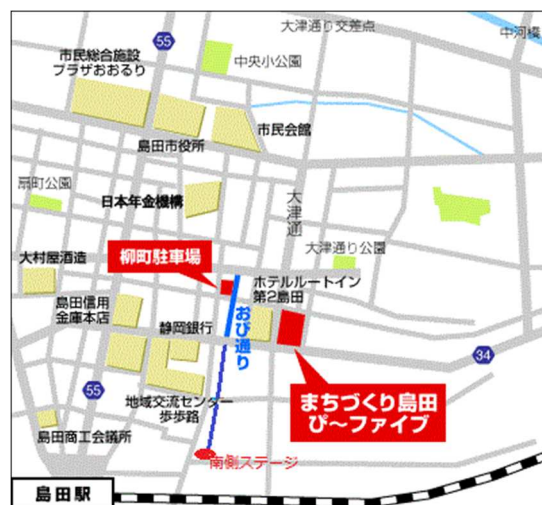 大津通り交差点
中河橋
55
市民総合施設
プラザおおるり
中央小公園
市民会館
島田市役所
扇町公園
日本年金機構
大津通
大村屋酒造
柳町駐車場
大津通り公園
ホテルルートイン
第2島田
島田信用
金庫本店
静岡銀行
おび通り
34
55
地域交流センター
歩歩路
まちづくり島田
ぴ〜ファイブ
島田商工会議所
南側ステージ
島田駅